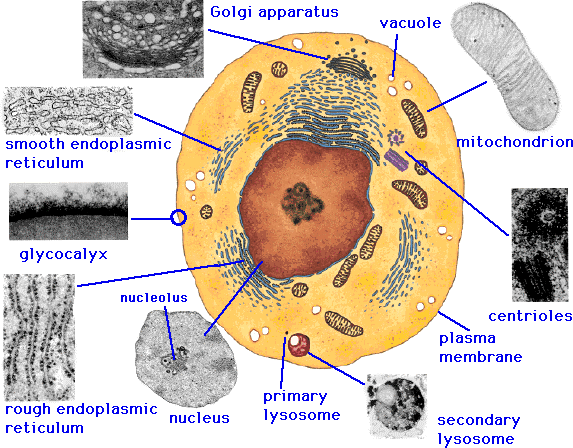 Golgi apparatus
vacuole
mitochondrion
smooth endoplasmic
reticulum
glycocalyx
centrioles
nucleolus
plasma
membrane
rough endoplasmic
reticulum
nucleus
primary
lysosome
secondary
lysosome